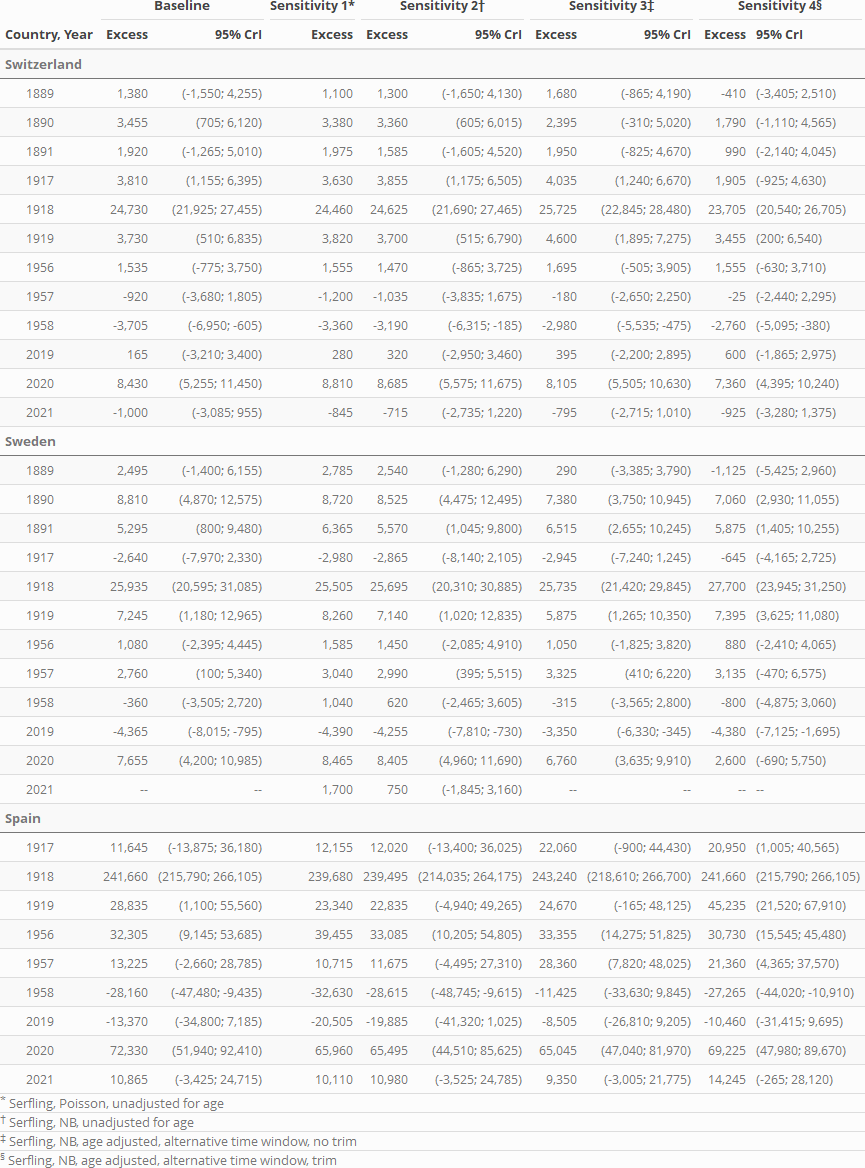 Baseline Sensitivity 1* Sensitivity 2† Sensitivity 3‡ Sensitivity 4§
Country, Year Excess 95% CrI Excess Excess 95% CrI Excess 95% CrI Excess 95% CrI
Switzerland
1889 1,380 (-1,550; 4,255) 1,100 1,300 (-1,650; 4,130) 1,680 (-865; 4,190) -410 (-3,405; 2,510)
1890 3,455 (705; 6,120) 3,380 3,360 (605; 6,015) 2,395 (-310; 5,020) 1,790 (-1,110; 4,565)
1891 1,920 (-1,265; 5,010) 1,975 1,585 (-1,605; 4,520) 1,950 (-825; 4,670) 990 (-2,140; 4,045)
1917 3,810 (1,155; 6,395) 3,630 3,855 (1,175; 6,505) 4,035 (1,240; 6,670) 1,905 (-925; 4,630)
1918 24,730 (21,925; 27,455) 24,460 24,625 (21,690; 27,465) 25,725 (22,845; 28,480) 23,705 (20,540; 26,705)
1919 3,730 (510; 6,835) 3,820 3,700 (515; 6,790) 4,600 (1,895; 7,275) 3,455 (200; 6,540)
1956 1,535 (-775; 3,750) 1,555 1,470 (-865; 3,725) 1,695 (-505; 3,905) 1,555 (-630; 3,710)
1957 -920 (-3,680; 1,805) -1,200 -1,035 (-3,835; 1,675) -180 (-2,650; 2,250) -25 (-2,440; 2,295)
1958 -3,705 (-6,950; -605) -3,360 -3,190 (-6,315; -185) -2,980 (-5,535; -475) -2,760 (-5,095; -380)
2019 165 (-3,210; 3,400) 280 320 (-2,950; 3,460) 395 (-2,200; 2,895) 600 (-1,865; 2,975)
2020 8,430 (5,255; 11,450) 8,810 8,685 (5,575; 11,675) 8,105 (5,505; 10,630) 7,360 (4,395; 10,240)
2021 -1,000 (-3,085; 955) -845 -715 (-2,735; 1,220) -795 (-2,715; 1,010) -925 (-3,280; 1,375)
Sweden
1889 2,495 (-1,400; 6,155) 2,785 2,540 (-1,280; 6,290) 290 (-3,385; 3,790) -1,125 (-5,425; 2,960)
1890 8,810 (4,870; 12,575) 8,720 8,525 (4,475; 12,495) 7,380 (3,750; 10,945) 7,060 (2,930; 11,055)
1891 5,295 (800; 9,480) 6,365 5,570 (1,045; 9,800) 6,515 (2,655; 10,245) 5,875 (1,405; 10,255)
1917 -2,640 (-7,970; 2,330) -2,980 -2,865 (-8,140; 2,105) -2,945 (-7,240; 1,245) -645 (-4,165; 2,725)
1918 25,935 (20,595; 31,085) 25,505 25,695 (20,310; 30,885) 25,735 (21,420; 29,845) 27,700 (23,945; 31,250)
1919 7,245 (1,180; 12,965) 8,260 7,140 (1,020; 12,835) 5,875 (1,265; 10,350) 7,395 (3,625; 11,080)
1956 1,080 (-2,395; 4,445) 1,585 1,450 (-2,085; 4,910) 1,050 (-1,825; 3,820) 880 (-2,410; 4,065)
1957 2,760 (100; 5,340) 3,040 2,990 (395; 5,515) 3,325 (410; 6,220) 3,135 (-470; 6,575)
1958 -360 (-3,505; 2,720) 1,040 620 (-2,465; 3,605) -315 (-3,565; 2,800) -800 (-4,875; 3,060)
2019 -4,365 (-8,015; -795) -4,390 -4,255 (-7,810; -730) -3,350 (-6,330; -345) -4,380 (-7,125; -1,695)
2020 7,655 (4,200; 10,985) 8,465 8,405 (4,960; 11,690) 6,760 (3,635; 9,910) 2,600 (-690; 5,750)
2021 -- -- 1,700 750 (-1,845; 3,160) -- -- -- --
Spain
1917 11,645 (-13,875; 36,180) 12,155 12,020 (-13,400; 36,025) 22,060 (-900; 44,430) 20,950 (1,005; 40,565)
1918 241,660 (215,790; 266,105) 239,680 239,495 (214,035; 264,175) 243,240 (218,610; 266,700) 241,660 (215,790; 266,105)
1919 28,835 (1,100; 55,560) 23,340 22,835 (-4,940; 49,265) 24,670 (-165; 48,125) 45,235 (21,520; 67,910)
1956 32,305 (9,145; 53,685) 39,455 33,085 (10,205; 54,805) 33,355 (14,275; 51,825) 30,730 (15,545; 45,480)
1957 13,225 (-2,660; 28,785) 10,715 11,675 (-4,495; 27,310) 28,360 (7,820; 48,025) 21,360 (4,365; 37,570)
1958 -28,160 (-47,480; -9,435) -32,630 -28,615 (-48,745; -9,615) -11,425 (-33,630; 9,845) -27,265 (-44,020; -10,910)
2019 -13,370 (-34,800; 7,185) -20,505 -19,885 (-41,320; 1,025) -8,505 (-26,810; 9,205) -10,460 (-31,415; 9,695)
2020 72,330 (51,940; 92,410) 65,960 65,495 (44,510; 85,625) 65,045 (47,040; 81,970) 69,225 (47,980; 89,670)
2021 10,865 (-3,425; 24,715) 10,110 10,980 (-3,525; 24,785) 9,350 (-3,005; 21,775) 14,245 (-265; 28,120)
* Serfling, Poisson, unadjusted for age
† Serfling, NB, unadjusted for age
‡ Serfling, NB, age adjusted, alternative time window, no trim
§ Serfling, NB, age adjusted, alternative time window, trim